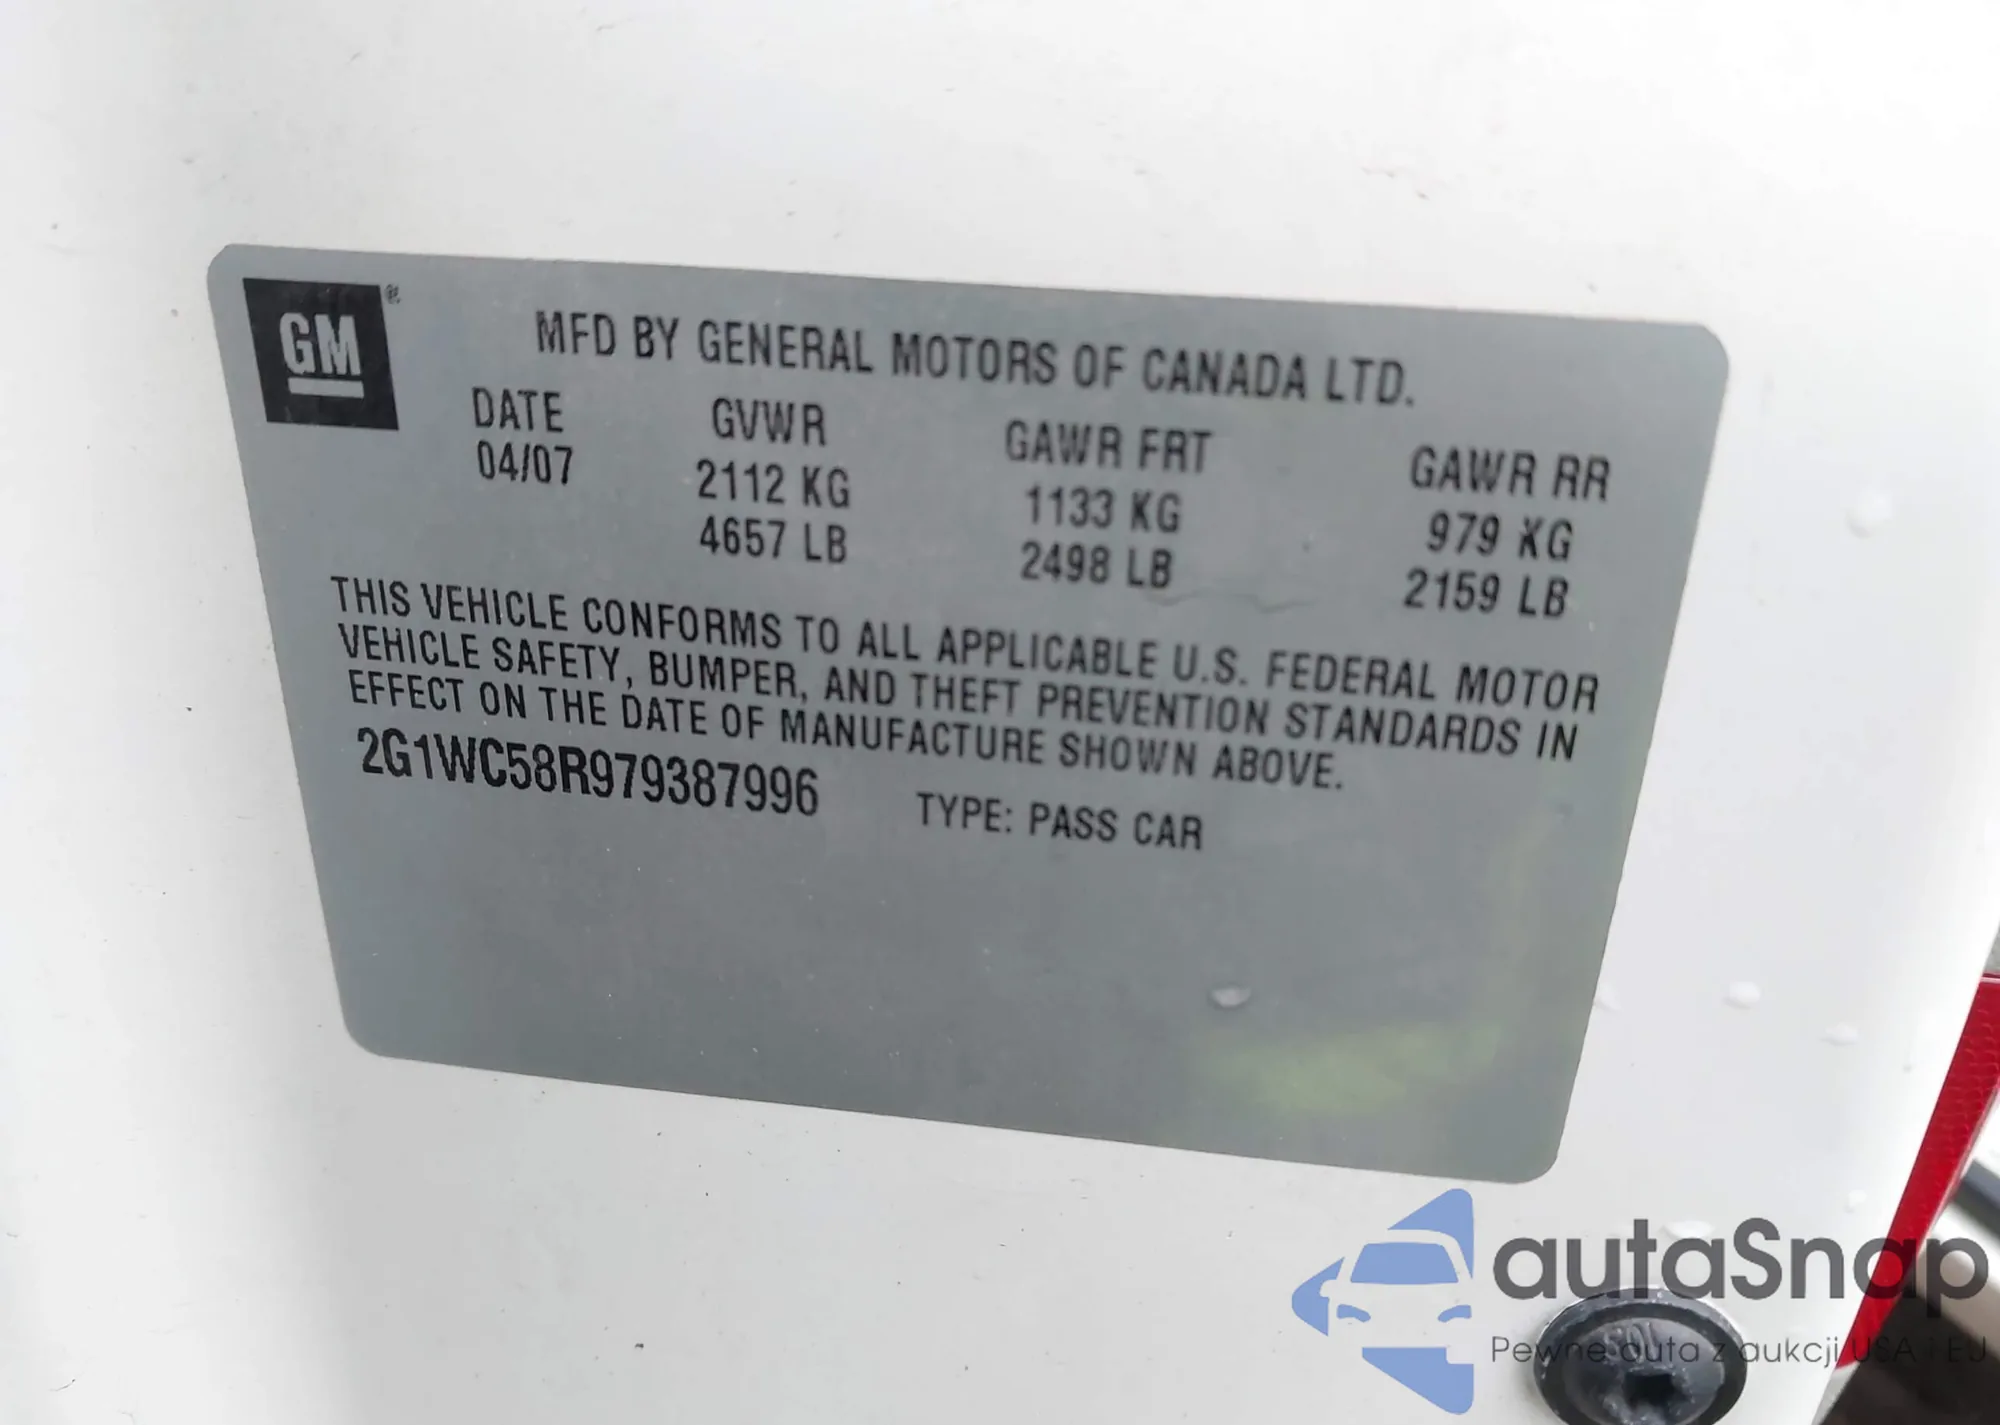 GM ®
MFD BY GENERAL MOTORS OF CANADA LTD.
DATE GVWR GAWR FRT GAWR RR
04/07 2112 KG 1133 KG 979 KG
4657 LB 2498 LB 2159 LB
THIS VEHICLE CONFORMS TO ALL APPLICABLE U.S. FEDERAL MOTOR
VEHICLE SAFETY, BUMPER, AND THEFT PREVENTION STANDARDS IN
EFFECT ON THE DATE OF MANUFACTURE SHOWN ABOVE.
2G1WC58R979387996 TYPE: PASS CAR
autaSnap
Pewne auta z aukcji USA i EU